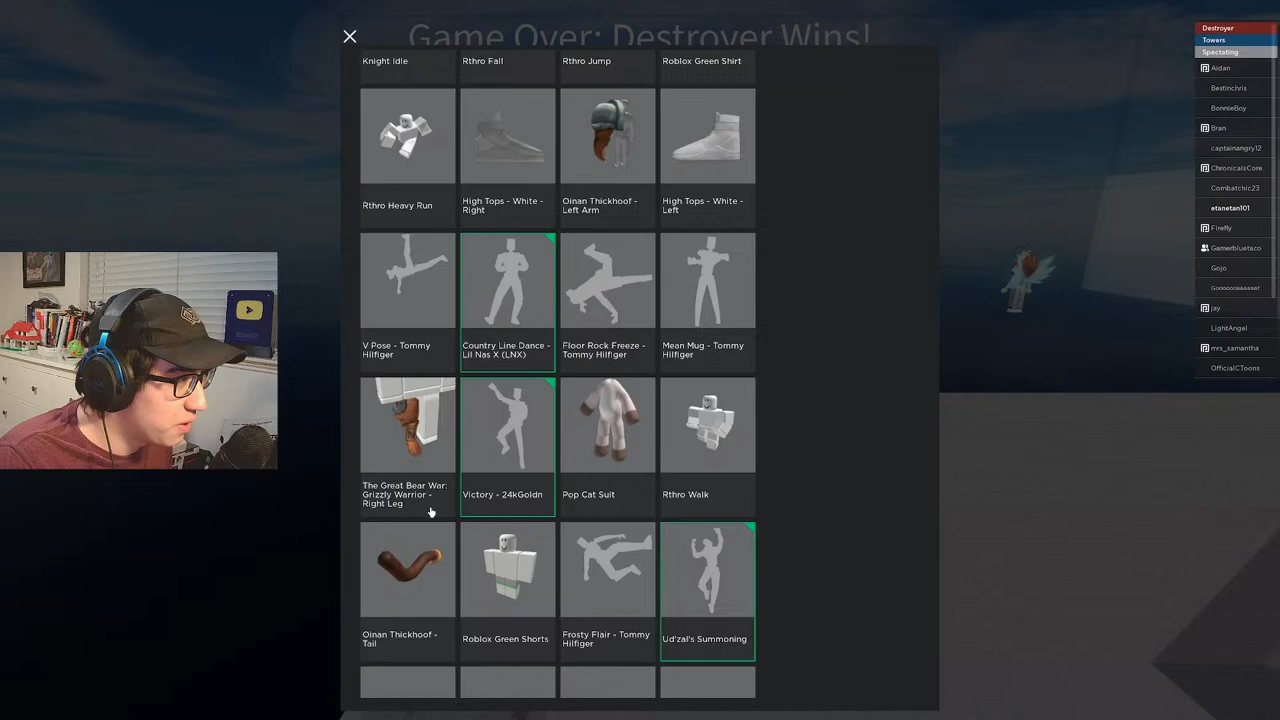 Game Over: Destroyer Wins!
Destroyer
Towers
Spectating
Aidan
Bestinchris
BonnieBoy
Bran
captainangry12
ChronicalsCore
Combatchic23
etanetan101
Firefly
Gamerbluetaco
Gojo
jay
LightAngel
mrs_samantha
OfficialCToons
Knight Idle
Rthro Fall
Rthro Jump
Roblox Green Shirt
Rthro Heavy Run
High Tops - White -
Right
Oinan Thickhoof -
Left Arm
High Tops - White -
Left
V Pose - Tommy
Hilfiger
Country Line Dance -
Lil Nas X (LNX)
Floor Rock Freeze -
Tommy Hilfiger
Mean Mug - Tommy
Hilfiger
The Great Bear War:
Grizzly Warrior -
Right Leg
Victory - 24kGoldn
Pop Cat Suit
Rthro Walk
Oinan Thickhoof -
Tail
Roblox Green Shorts
Frosty Flair - Tommy
Hilfiger
Ud'zal's Summoning